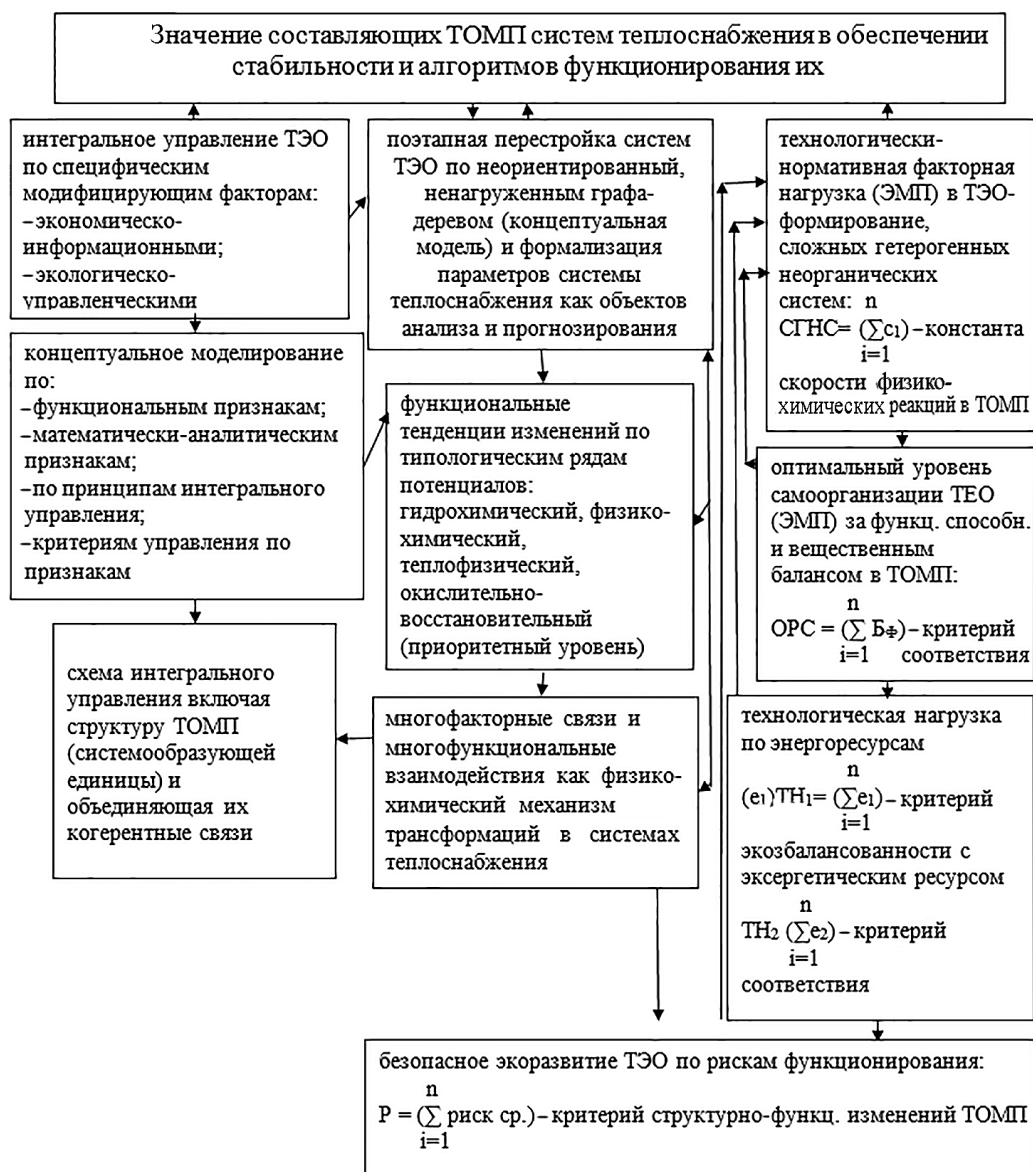 Значение составляющих ТОМП систем теплоснабжения в обеспечении
стабильности и алгоритмов функционирования их
интегральное управление ТЭО
по специфическим
модифицирующим факторам:
–экономическо-
информационными;
–экологическо-
управленческими
концептуальное моделирование
по:
–функциональным признакам;
–математически-аналитическим
признакам;
–по принципам интегрального
управления;
–критериям управления по
признакам
схема интегрального
управления включая
структуру ТОМП
(системообразующей
единицы) и
объединяющая их
когерентные связи
поэтапная перестройка систем
ТЭО по неориентированный,
ненагруженным графа-
деревом (концептуальная
модель) и формализация
параметров системы
теплоснабжения как объектов
анализа и прогнозирования
функциональные
тенденции изменений по
типологическим рядам
потенциалов:
гидрохимический, физико-
химический,
теплофизический,
окислительно-
восстановительный
(приоритетный уровень)
многофакторные связи и
многофункциональные
взаимодействия как физико-
химический механизм
трансформаций в системах
теплоснабжения
технологически-
нормативная факторная
нагрузка (ЭМП) в ТЭО-
формирование,
сложных гетерогенных
неорганических
систем: n
СГНС= (∑c₁) –константа
i=1
скорости физико-
химических реакций в ТОМП
оптимальный уровень
самоорганизации ТЕО
(ЭМП) за функц. способн.
и вещественным
балансом в ТОМП:
n
ОРС = (∑ Бф)– критерий
i=1 соответствия
технологическая нагрузка
по энергоресурсам
n
(e₁)ТН₁= (∑e₁)– критерий
i=1
экозбалансованности с
эксергетическим ресурсом
n
ТН₂ (∑e₂) – критерий
i=1
соответствия
безопасное экоразвитие ТЭО по рискам функционирования:
n
Р = (∑ риск ср.) – критерий структурно-функц. изменений ТОМП
i=1